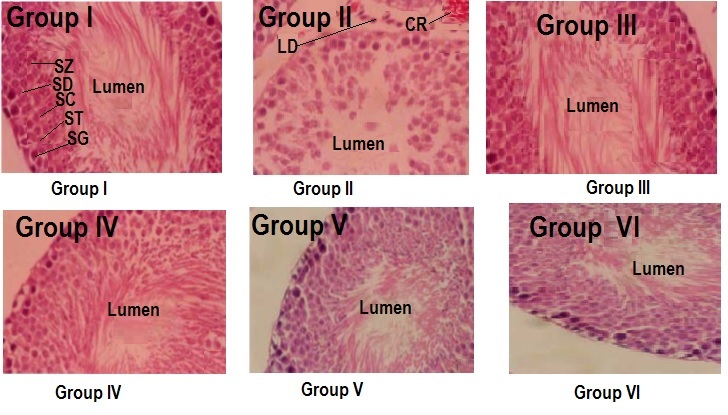 Group I
SZ
SD
SC
ST
SG
Lumen
Group I
Group II
CR
LD
Lumen
Group II
Group III
Lumen
Group III
Group IV
Lumen
Group IV
Group V
Lumen
Group V
Group VI
Lumen
Group VI